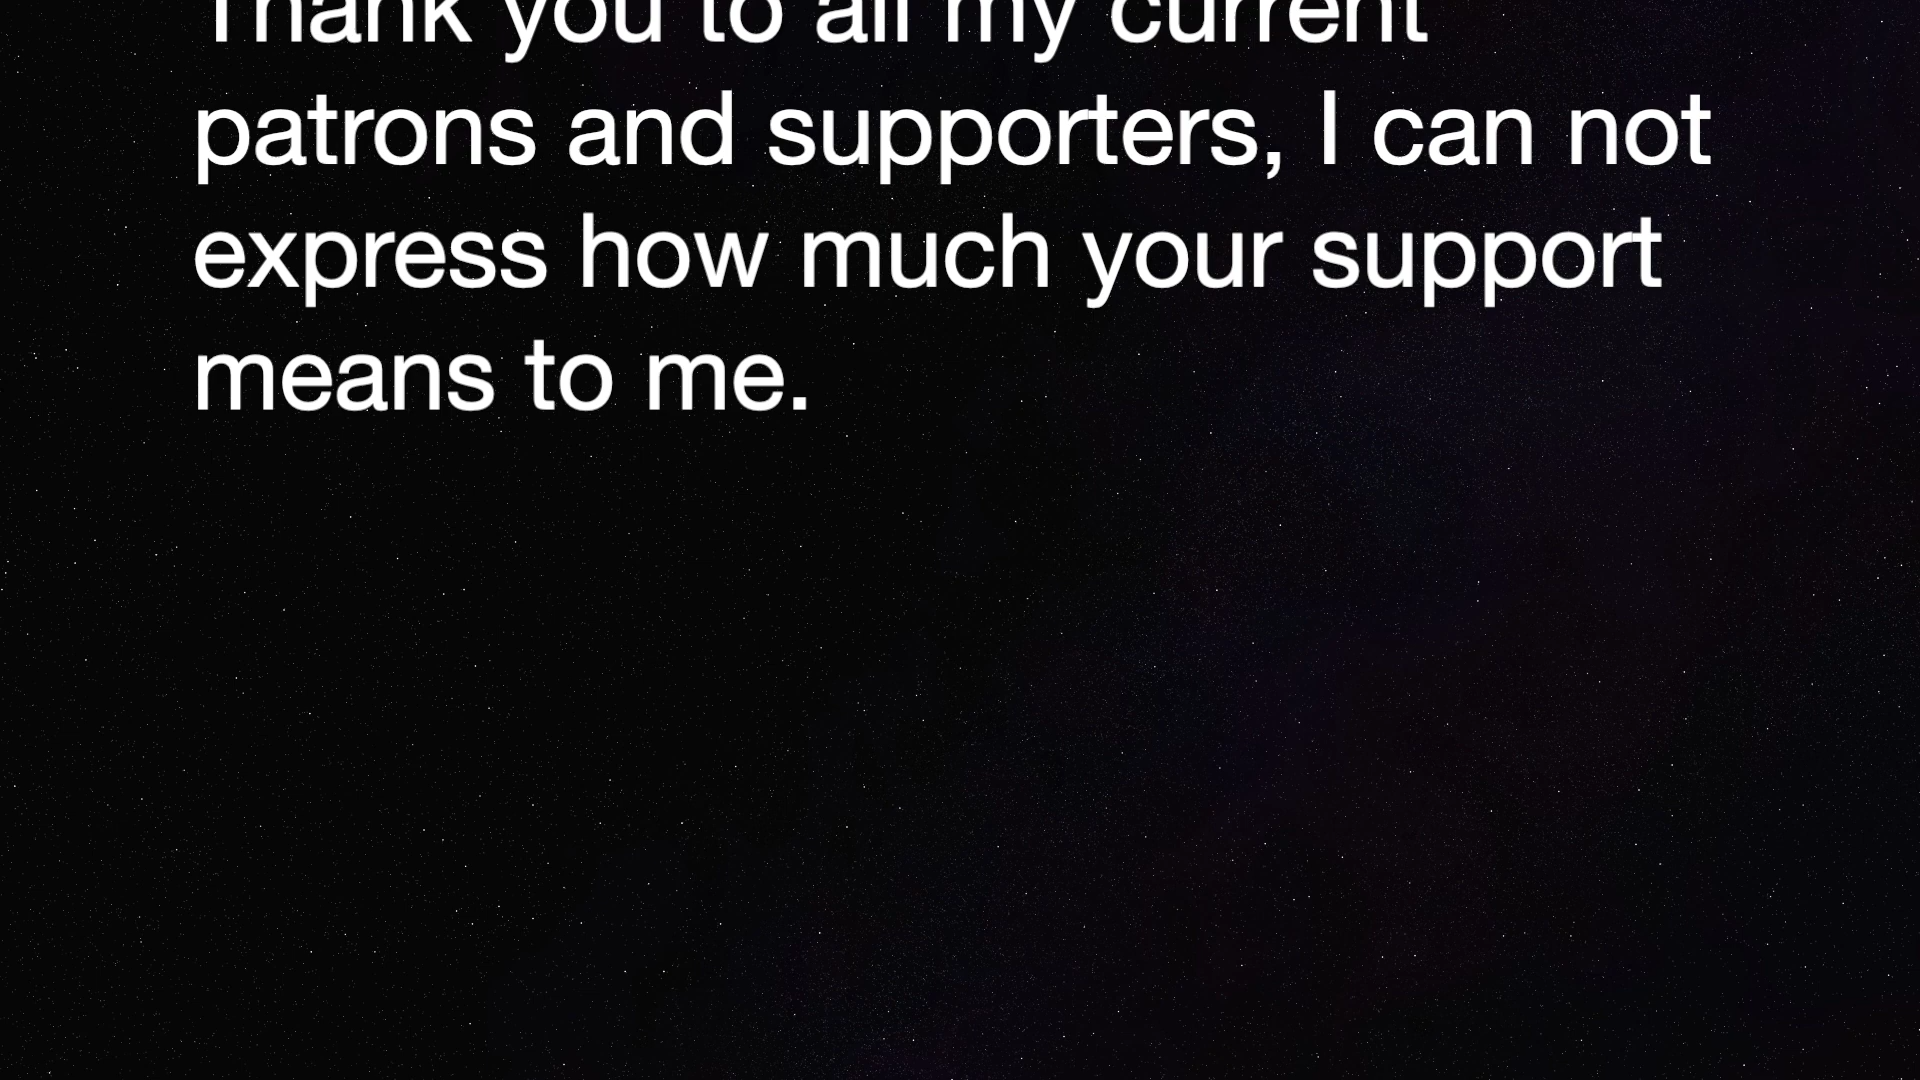 Thank you to all my current
patrons and supporters, I can not
express how much your support
means to me.